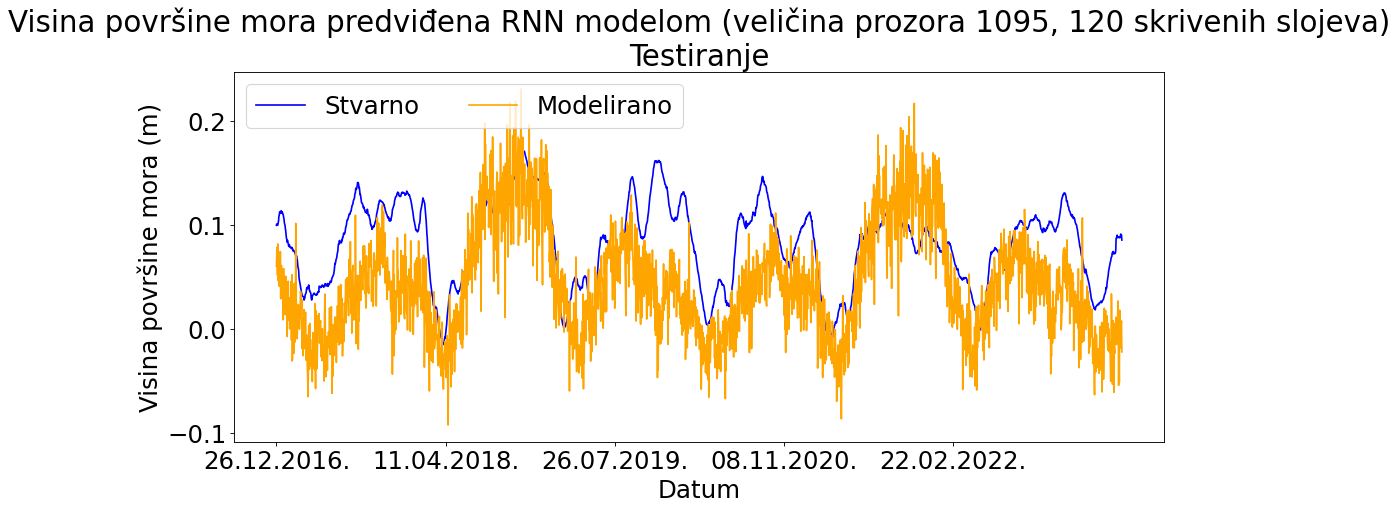 Visina površine mora predviđena RNN modelom (veličina prozora 1095, 120 skrivenih slojeva)
Testiranje
Stvarno
Modelirano
Visina površine mora (m)
0.2
0.1
0.0
−0.1
26.12.2016.
11.04.2018.
26.07.2019.
08.11.2020.
22.02.2022.
Datum